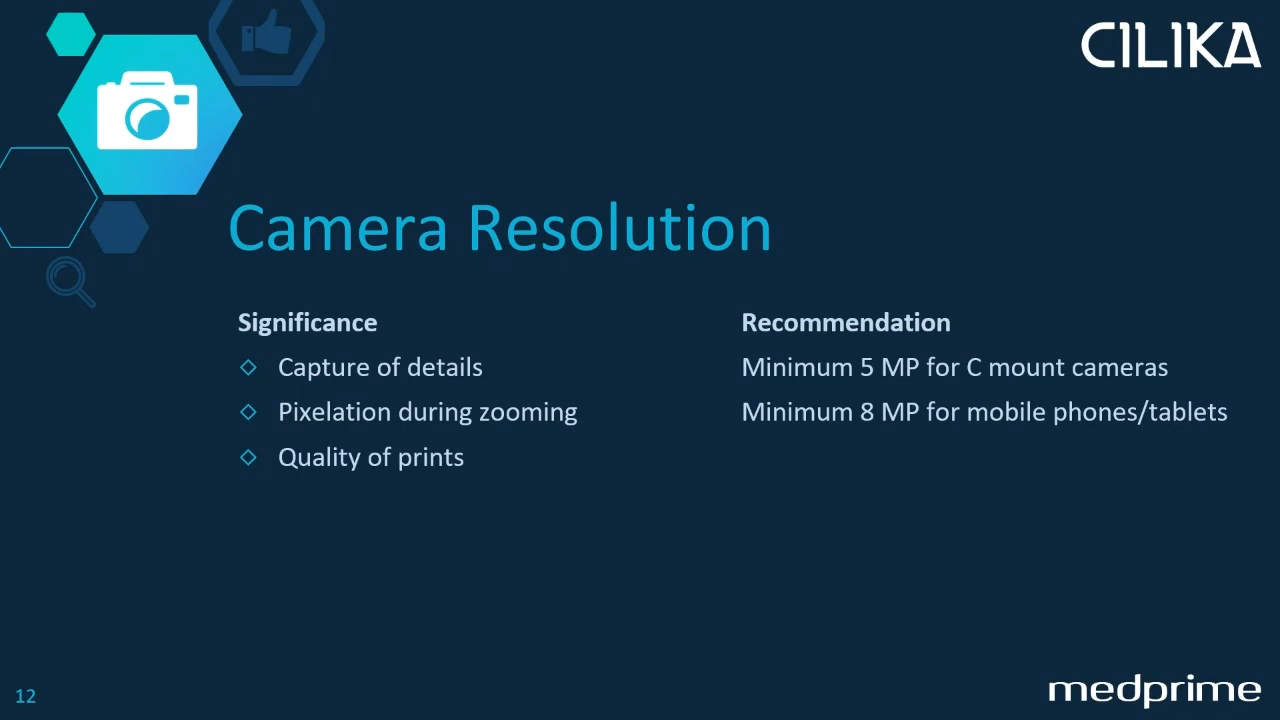 CILIKA
Camera Resolution
Significance
Capture of details
Pixelation during zooming
Quality of prints
Recommendation
Minimum 5 MP for C mount cameras
Minimum 8 MP for mobile phones/tablets
12
medprime